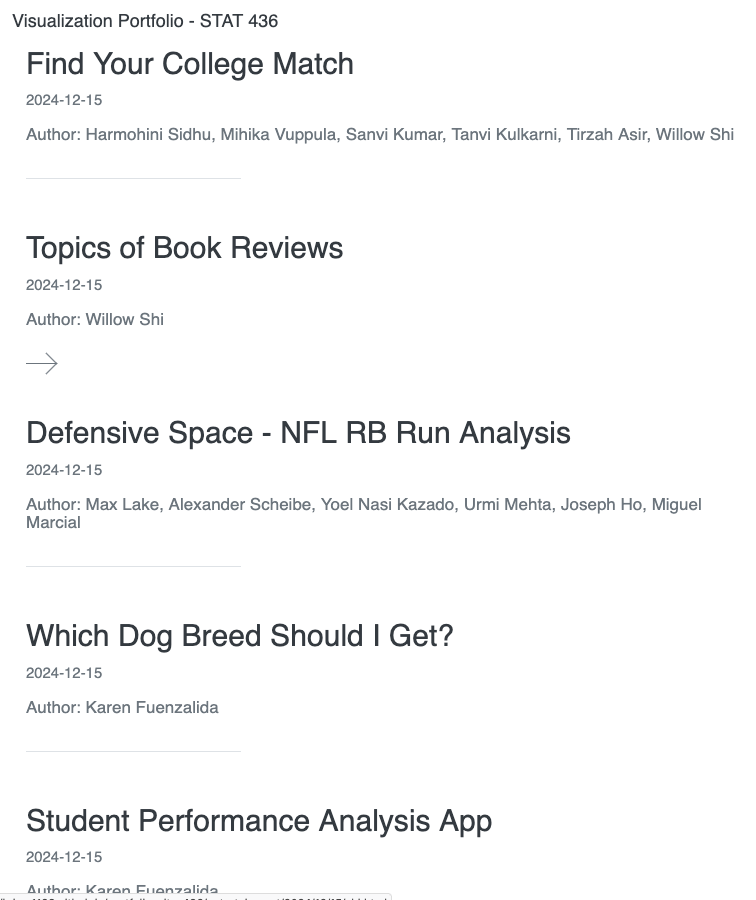 Visualization Portfolio - STAT 436
Find Your College Match
2024-12-15
Author: Harmohini Sidhu, Mihika Vuppula, Sanvi Kumar, Tanvi Kulkarni, Tirzah Asir, Willow Shi
Topics of Book Reviews
2024-12-15
Author: Willow Shi
Defensive Space - NFL RB Run Analysis
2024-12-15
Author: Max Lake, Alexander Scheibe, Yoel Nasi Kazado, Urmi Mehta, Joseph Ho, Miguel
Marcial
Which Dog Breed Should I Get?
2024-12-15
Author: Karen Fuenzalida
Student Performance Analysis App
2024-12-15
Author: Karen Fuenzalida